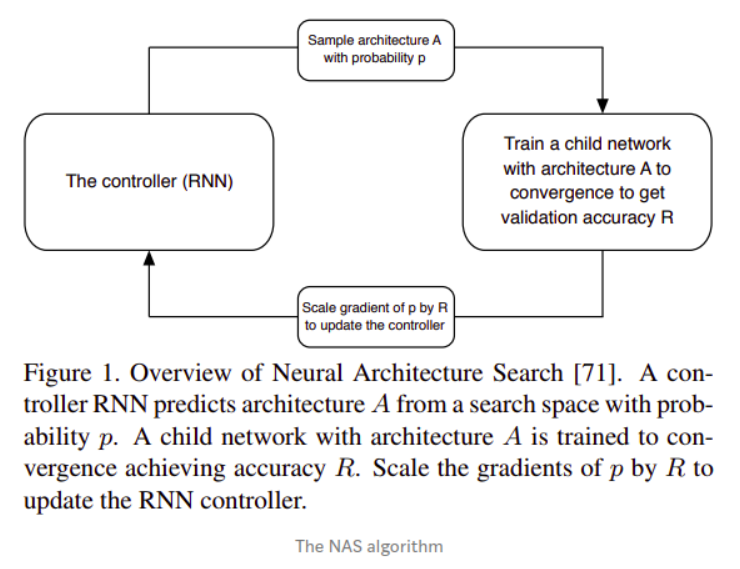 Sample architecture A
with probability p
The controller (RNN)
Train a child network
with architecture A to
convergence to get
validation accuracy R
Scale gradient of p by R
to update the controller
Figure 1. Overview of Neural Architecture Search [71]. A con-
troller RNN predicts architecture A from a search space with prob-
ability p. A child network with architecture A is trained to con-
vergence achieving accuracy R. Scale the gradients of p by R to
update the RNN controller.
The NAS algorithm